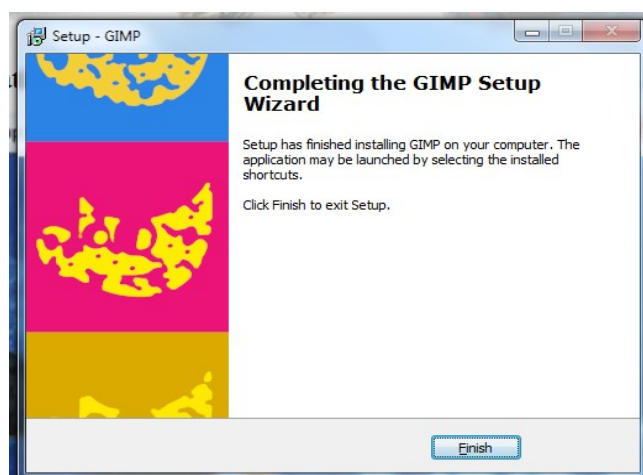 Setup - GIMP
Completing the GIMP Setup
Wizard
Setup has finished installing GIMP on your computer. The
application may be launched by selecting the installed
shortcuts.
Click Finish to exit Setup.
Finish